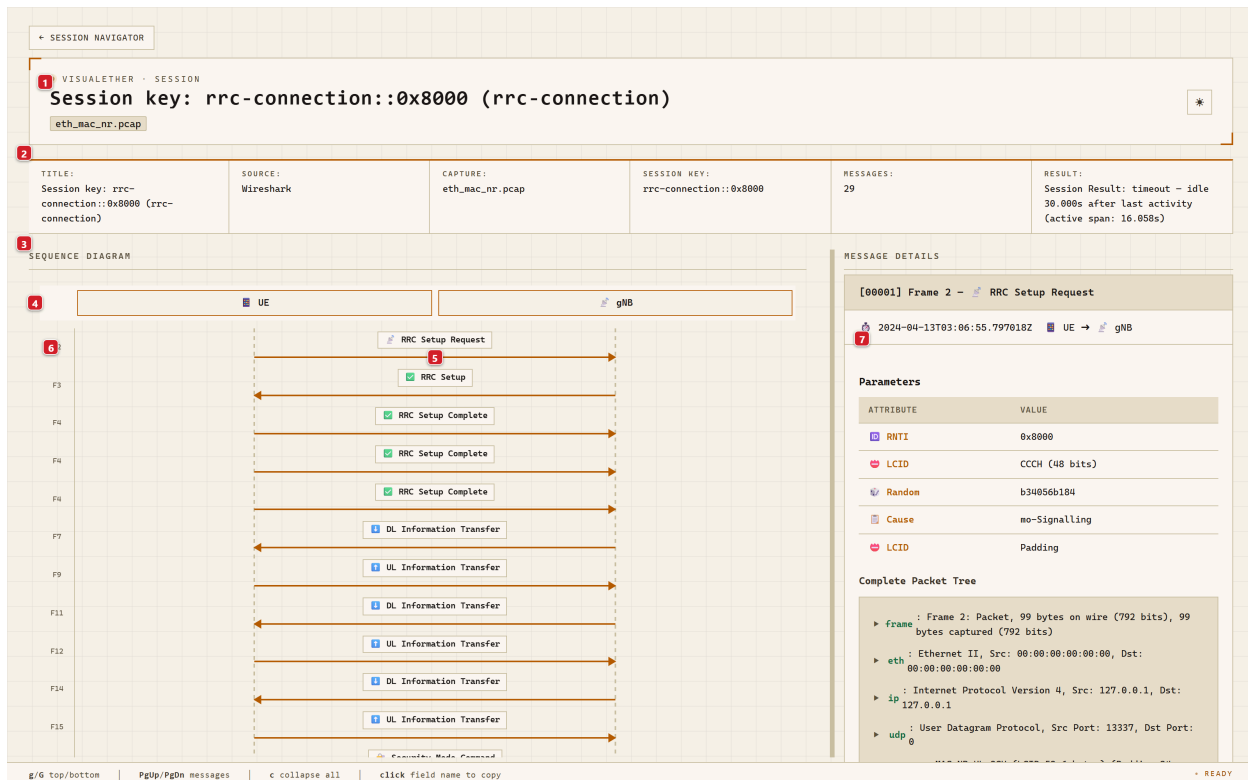 ← SESSION NAVIGATOR
1
VISUALETHER · SESSION
Session key: rrc-connection::0x8000 (rrc-connection)
eth_mac_nr.pcap
2
TITLE:
Session key: rrc-
connection::0x8000 (rrc-
connection)
SOURCE:
Wireshark
CAPTURE:
eth_mac_nr.pcap
SESSION KEY:
rrc-connection::0x8000
MESSAGES:
29
RESULT:
Session Result: timeout — idle
30.000s after last activity
(active span: 16.058s)
3
SEQUENCE DIAGRAM
4
UE
gNB
6
RRC Setup Request
5
F3
RRC Setup
F4
RRC Setup Complete
F4
RRC Setup Complete
F4
RRC Setup Complete
F7
DL Information Transfer
F9
UL Information Transfer
F11
DL Information Transfer
F12
UL Information Transfer
F14
DL Information Transfer
F15
UL Information Transfer
Security Mode Command
MESSAGE DETAILS
[00001] Frame 2 — RRC Setup Request
2024-04-13T03:06:55.797018Z UE → gNB
7
Parameters
ATTRIBUTE VALUE
RNTI 0x8000
LCID CCCH (48 bits)
Random b34056b184
Cause mo-Signalling
LCID Padding
Complete Packet Tree
▶ frame : Frame 2: Packet, 99 bytes on wire (792 bits), 99
bytes captured (792 bits)
▶ eth : Ethernet II, Src: 00:00:00:00:00:00, Dst:
00:00:00:00:00:00
▶ ip : Internet Protocol Version 4, Src: 127.0.0.1, Dst:
127.0.0.1
▶ udp : User Datagram Protocol, Src Port: 13337, Dst Port:
0
g/G top/bottom | PgUp/PgDn messages | c collapse all | click field name to copy
• READY